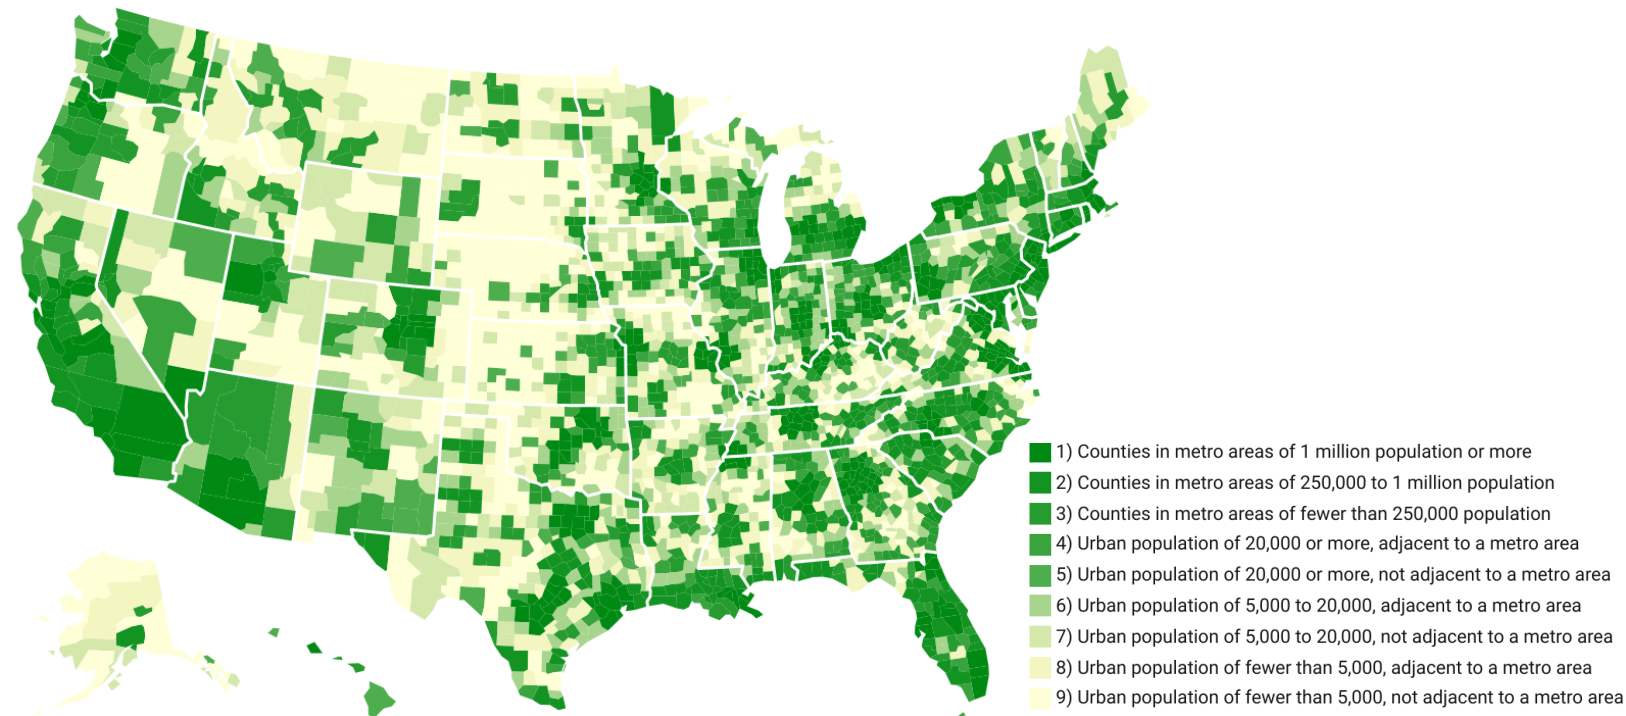 1) Counties in metro areas of 1 million population or more
2) Counties in metro areas of 250,000 to 1 million population
3) Counties in metro areas of fewer than 250,000 population
4) Urban population of 20,000 or more, adjacent to a metro area
5) Urban population of 20,000 or more, not adjacent to a metro area
6) Urban population of 5,000 to 20,000, adjacent to a metro area
7) Urban population of 5,000 to 20,000, not adjacent to a metro area
8) Urban population of fewer than 5,000, adjacent to a metro area
9) Urban population of fewer than 5,000, not adjacent to a metro area